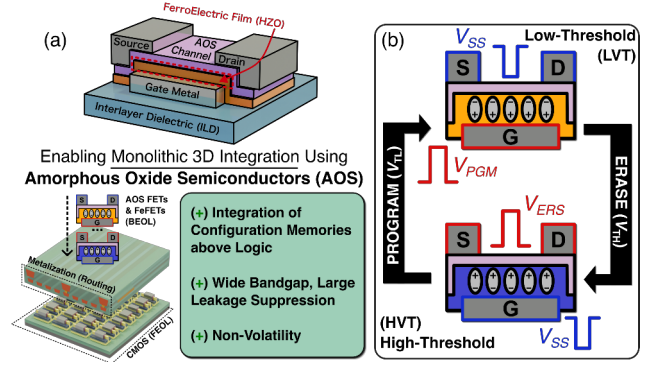 (a)
FerroElectric Film (HZO)
Source
AOS
Channel
Drain
Gate Metal
Interlayer Dielectric (ILD)
Enabling Monolithic 3D Integration Using
Amorphous Oxide Semiconductors (AOS)
AOS FETs
& FeFETs
(BEOL)
S D
G
...
S D
G
Metalization (Routing)
CMOS (FEOL)
(+) Integration of
Configuration Memories
above Logic
(+) Wide Bandgap, Large
Leakage Suppression
(+) Non-Volatility
(b)
Low-Threshold
(LVT)
VSS
S D
G
VPGM
PROGRAM (VTL)
ERASE (VTH)
VERS
S D
G
VSS
(HVT)
High-Threshold